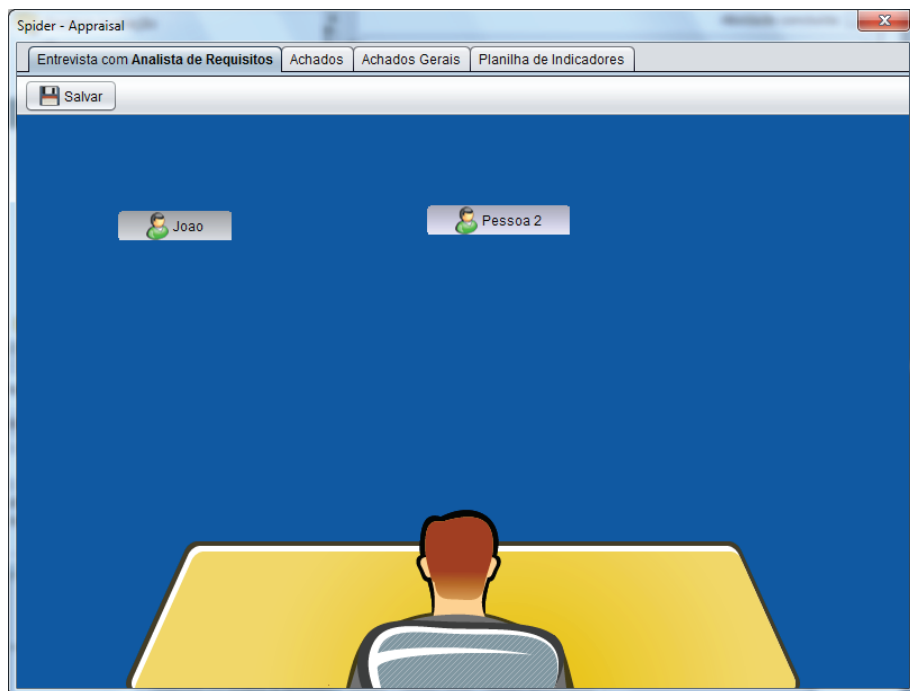 Spider - Appraisal
Entrevista com Analista de Requisitos Achados Achados Gerais Planilha de Indicadores
Salvar
Joao
Pessoa 2